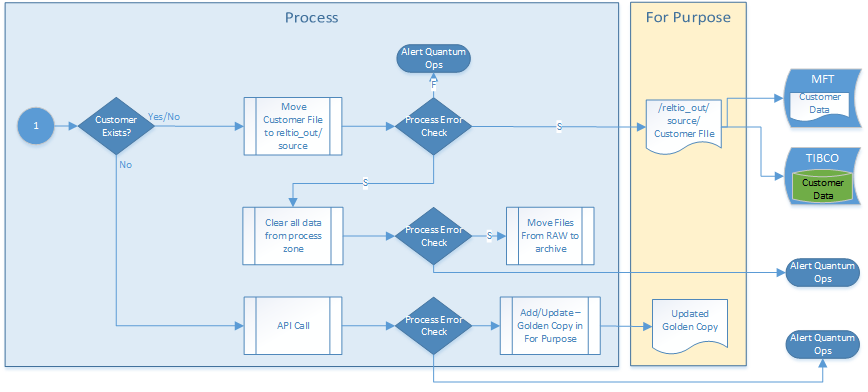 Process
For Purpose
Alert Quantum
Ops
F
1
Customer
Exists?
Yes/No
No
Move
Customer File
to reltio_out/
source
Process Error
Check
S
/reltio_out/
source/
Customer File
MFT
Customer
Data
TIBCO
Customer
Data
S
Clear all data
from process
zone
Process Error
Check
S
Move Files
From RAW to
archive
Alert Quantum
Ops
API Call
Process Error
Check
Add/Update –
Golden Copy in
For Purpose
Updated
Golden Copy
Alert Quantum
Ops